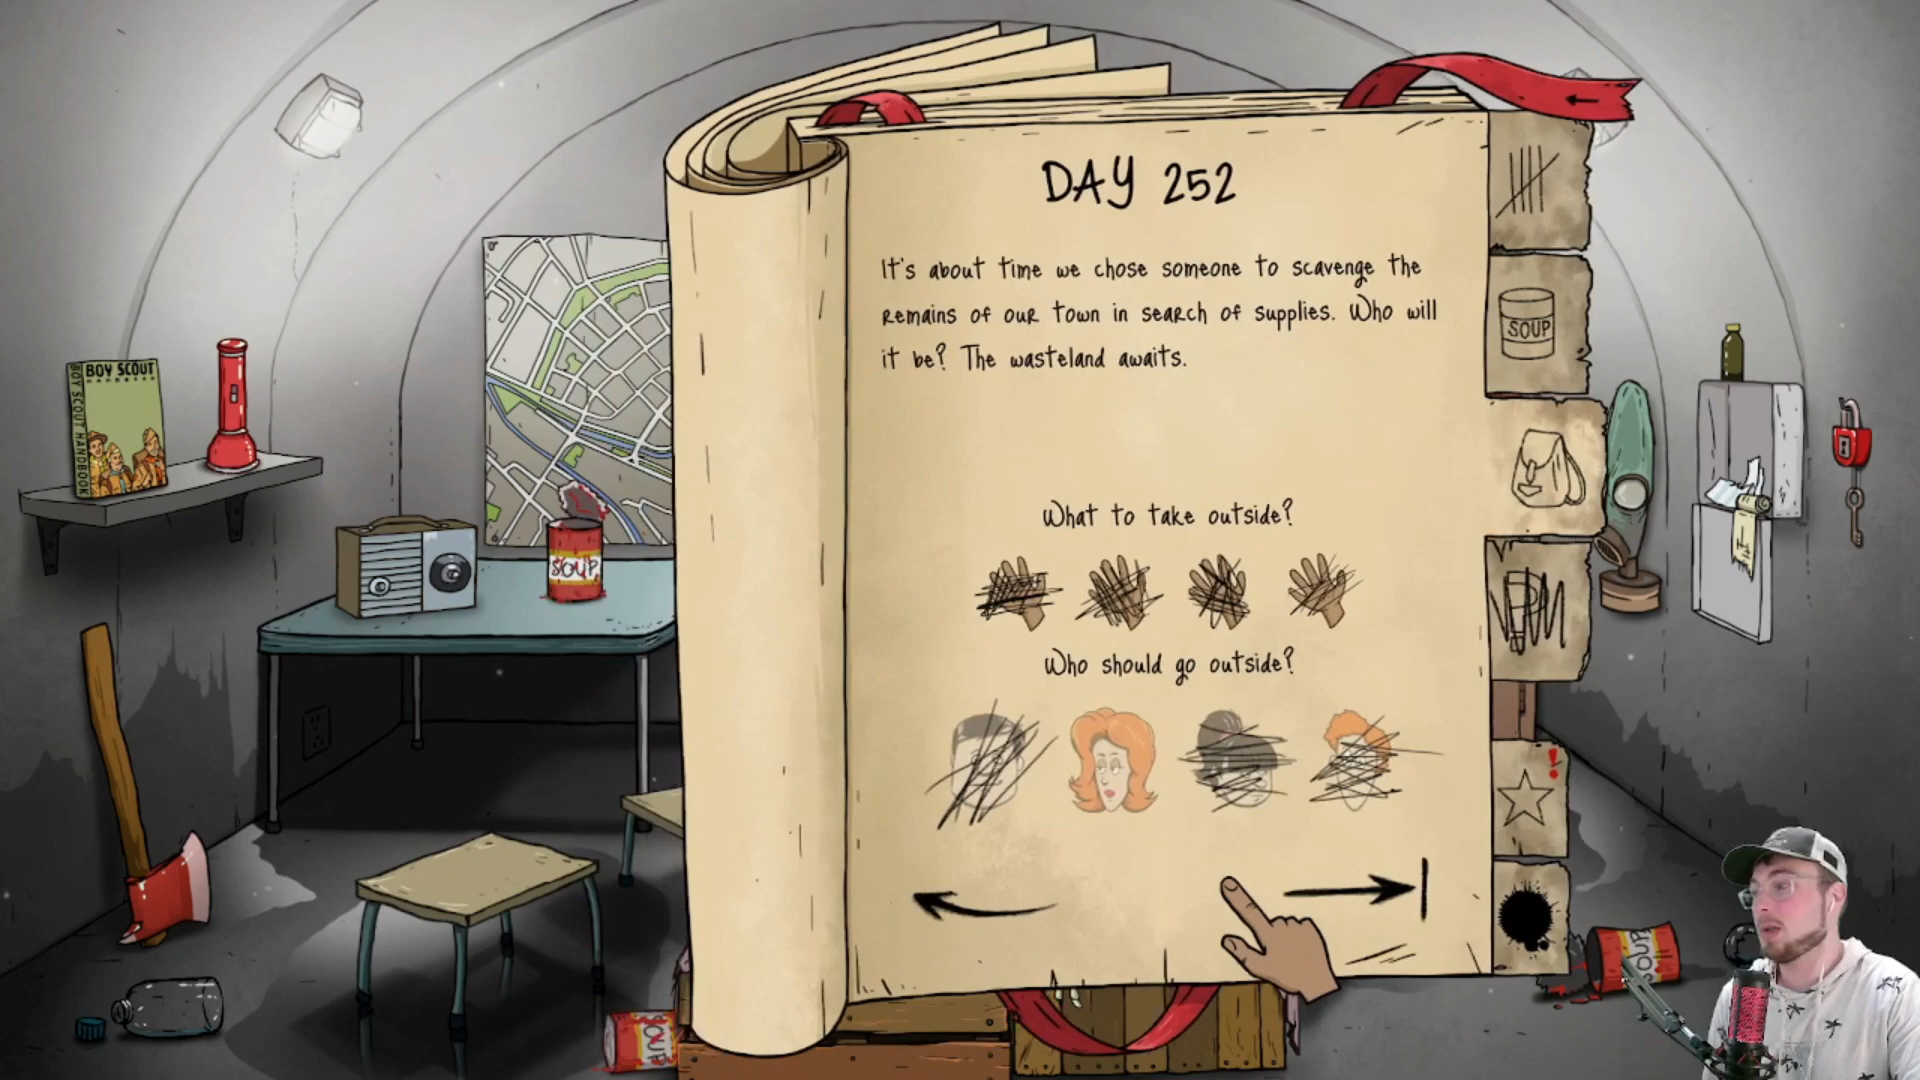 DAY 252
It's about time we chose someone to scavenge the
remains of our town in search of supplies. Who will
it be? The wasteland awaits.
What to take outside?
Who should go outside?
SOUP
BOY SCOUT
BOY SCOUT HANDBOOK
SOUP
SOUP
SOUP